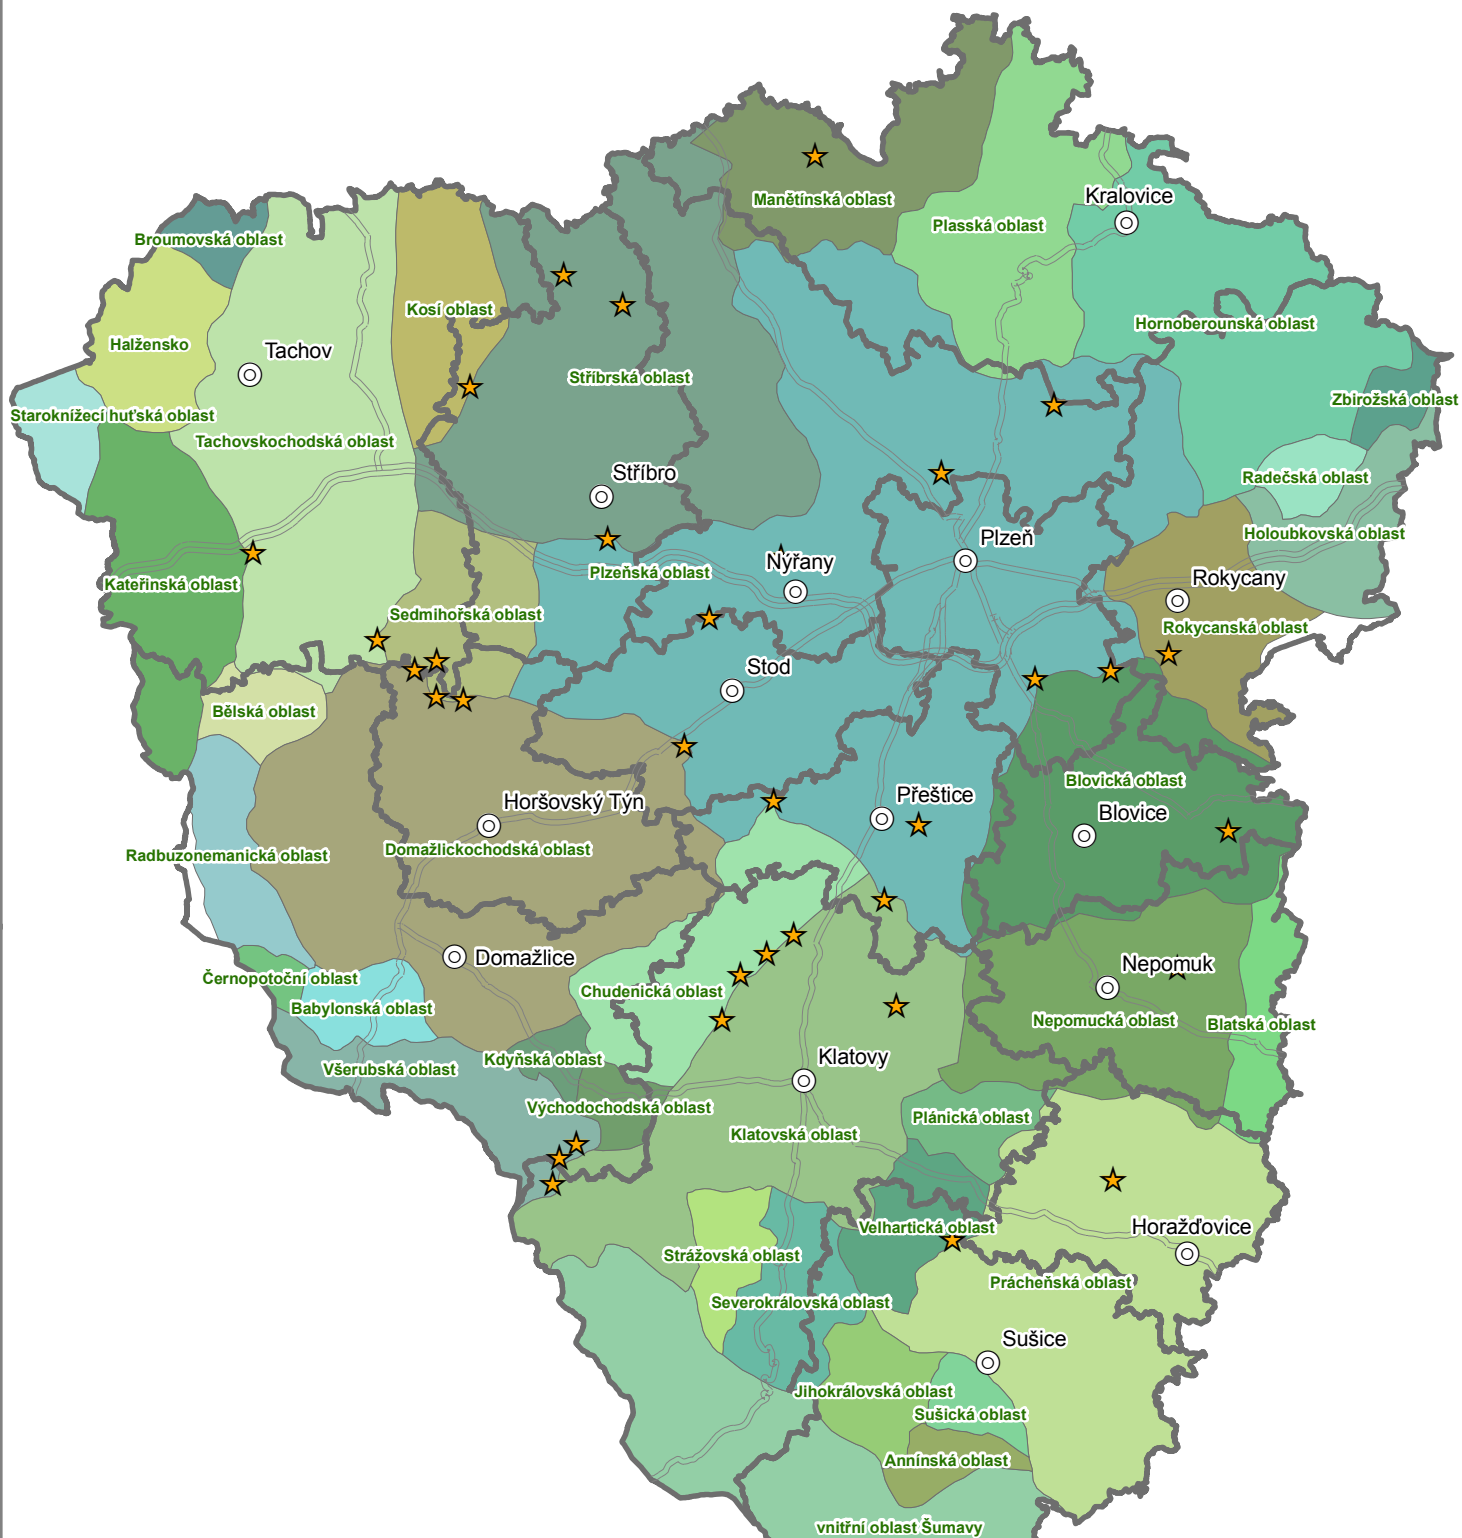 Kralovice
Manětínská oblast
Plasská oblast
Broumovská oblast
Kosí oblast
Hornoberounská oblast
Halžensko
Tachov
Stříbrská oblast
Zbirožská oblast
Staroknížecí huťská oblast
Tachovskochodská oblast
Stříbro
Radečská oblast
Plzeň
Holoubkovská oblast
Nýřany
Plzeňská oblast
Kateřinská oblast
Rokycany
Sedmihořská oblast
Rokycanská oblast
Stod
Bělská oblast
Blovická oblast
Přeštice
Horšovský Týn
Blovice
Domažlickochodská oblast
Radbuzonemanická oblast
Domažlice
Nepomuk
Černopotoční oblast
Chudenická oblast
Babylonská oblast
Nepomucká oblast
Blatská oblast
Klatovy
Kdyňská oblast
Všerubská oblast
Východochodská oblast
Plánická oblast
Klatovská oblast
Velhartická oblast
Horažďovice
Strážovská oblast
Prácheňská oblast
Severokrálovská oblast
Sušice
Jihokrálovská oblast
Sušická oblast
Annínská oblast
vnitřní oblast Šumavy